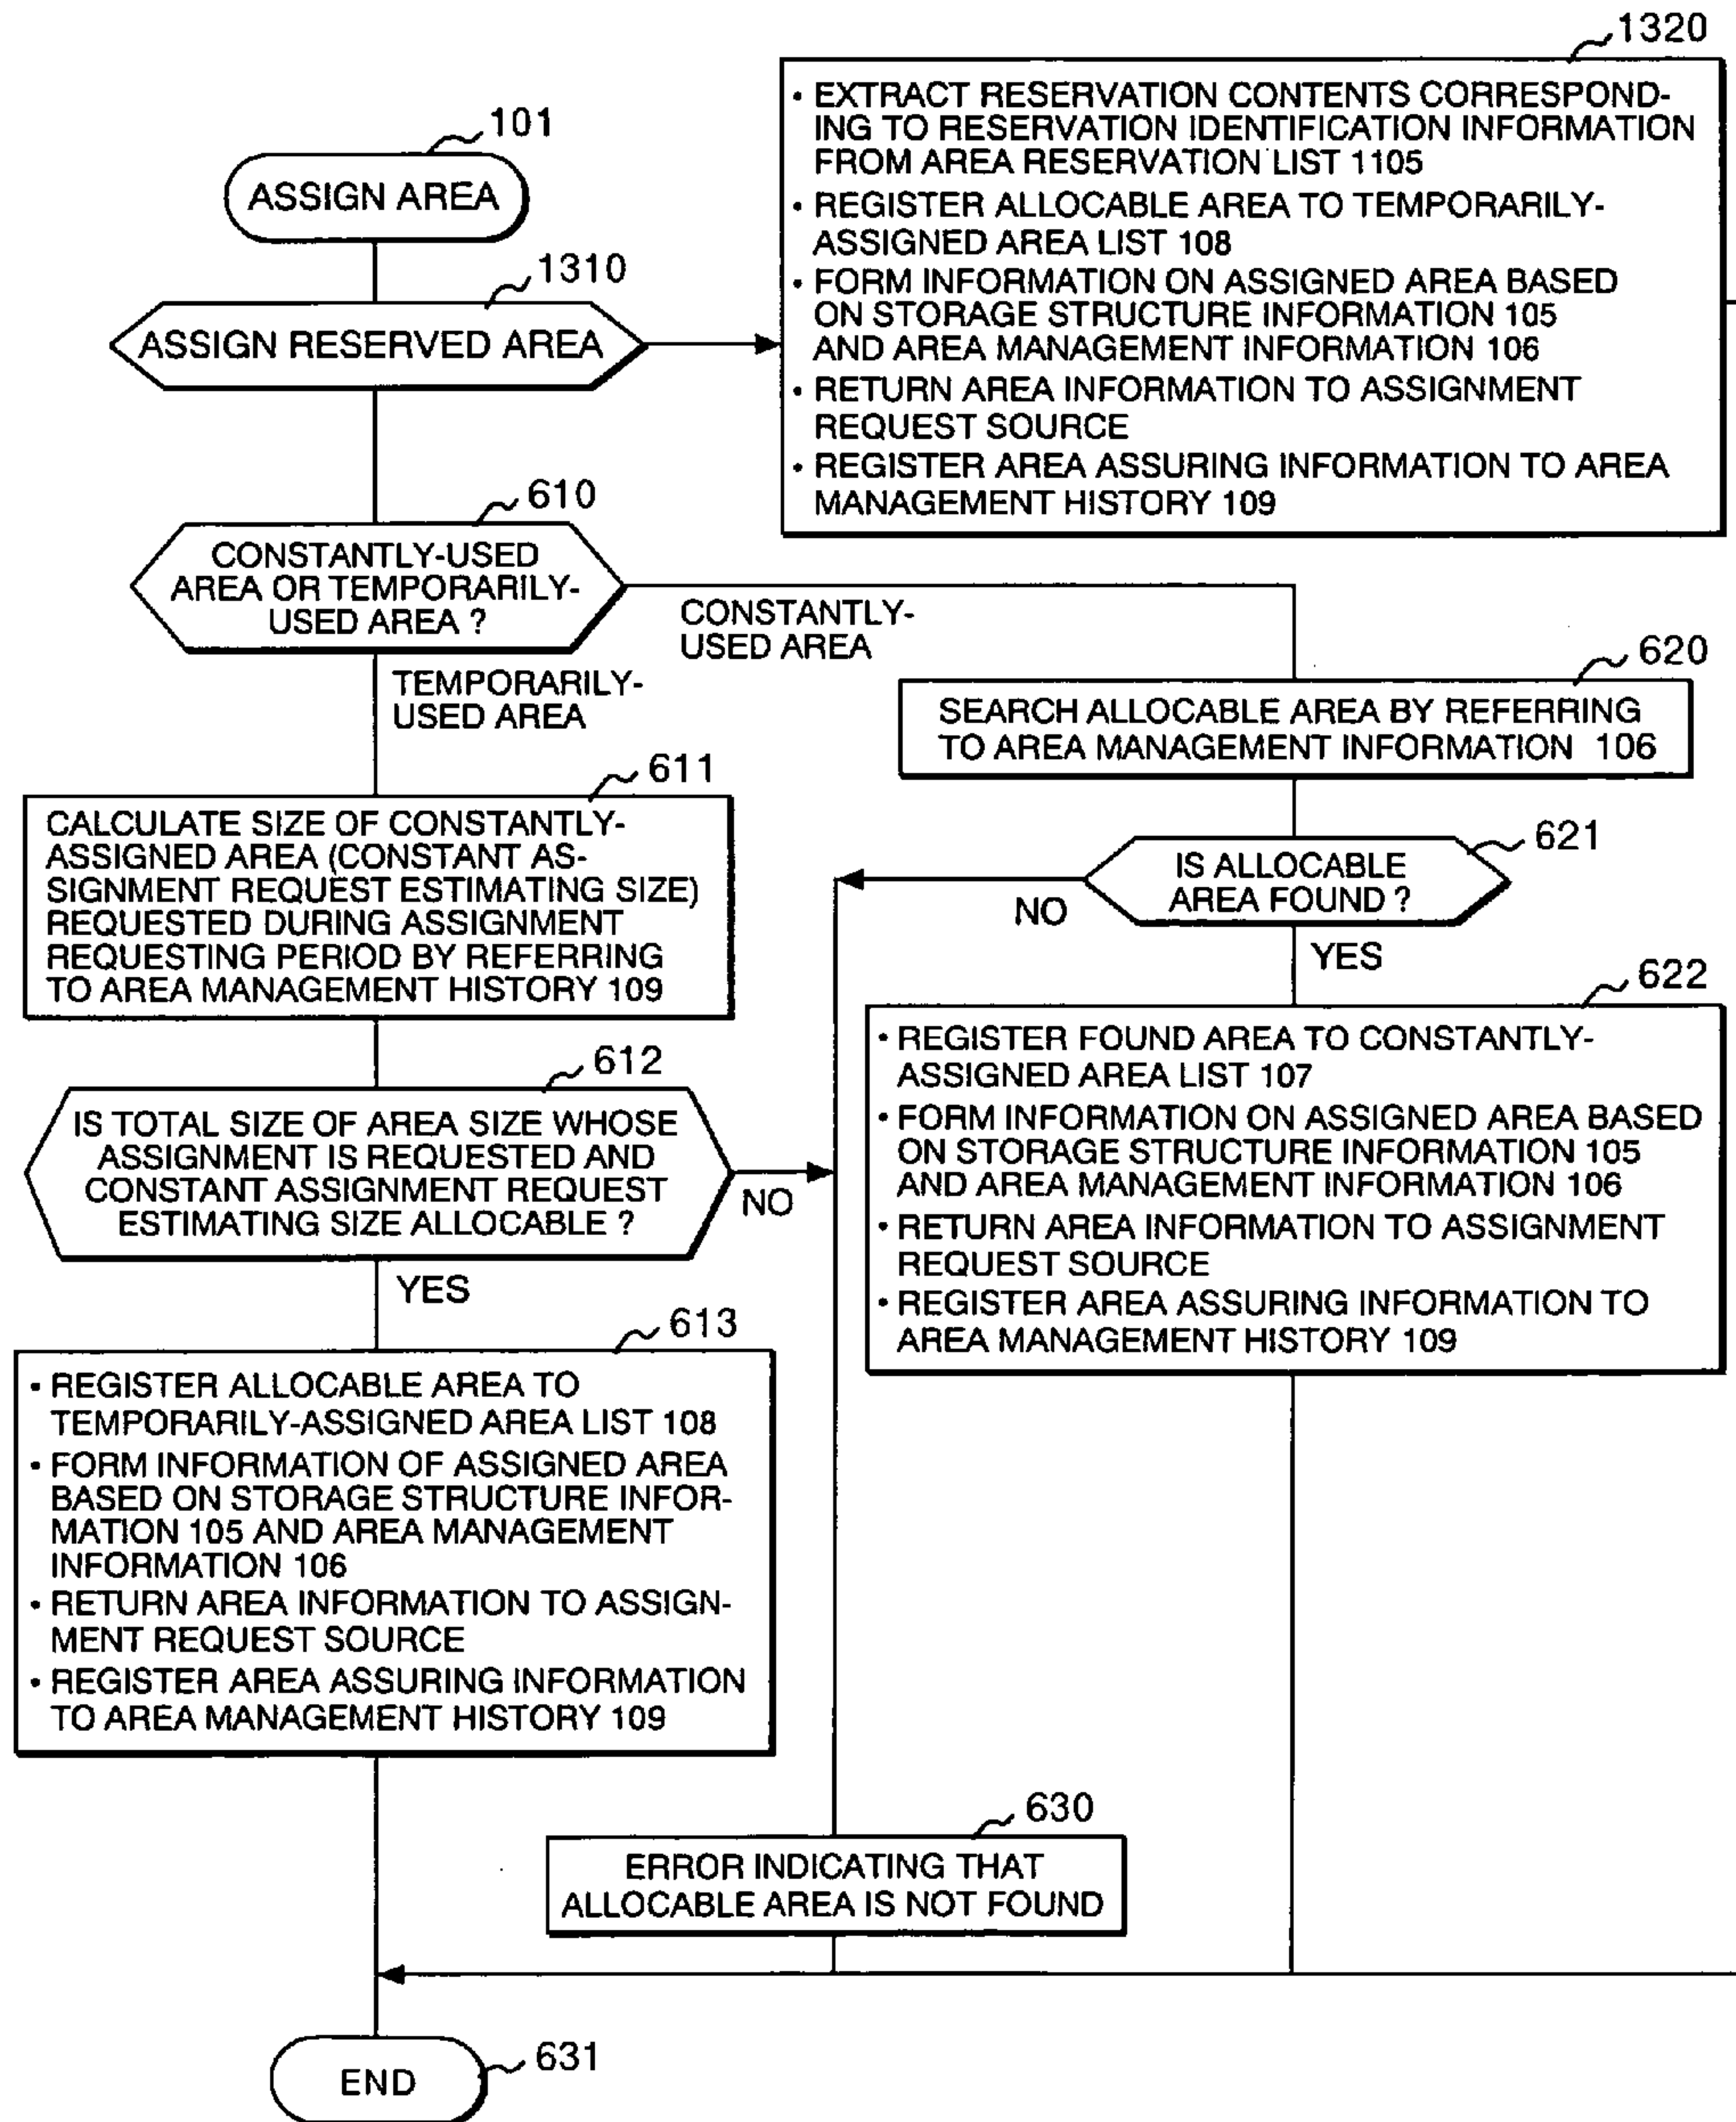 1320
• EXTRACT RESERVATION CONTENTS CORRESPOND-
ING TO RESERVATION IDENTIFICATION INFORMATION
FROM AREA RESERVATION LIST 1105
• REGISTER ALLOCABLE AREA TO TEMPORARILY-
ASSIGNED AREA LIST 108
• FORM INFORMATION ON ASSIGNED AREA BASED
ON STORAGE STRUCTURE INFORMATION 105
AND AREA MANAGEMENT INFORMATION 106
• RETURN AREA INFORMATION TO ASSIGNMENT
REQUEST SOURCE
• REGISTER AREA ASSURING INFORMATION TO AREA
MANAGEMENT HISTORY 109
101
ASSIGN AREA
1310
ASSIGN RESERVED AREA
610
CONSTANTLY-USED
AREA OR TEMPORARILY-
USED AREA ?
CONSTANTLY-
USED AREA
TEMPORARILY-
USED AREA
620
SEARCH ALLOCABLE AREA BY REFERRING
TO AREA MANAGEMENT INFORMATION 106
611
CALCULATE SIZE OF CONSTANTLY-
ASSIGNED AREA (CONSTANT AS-
SIGNMENT REQUEST ESTIMATING SIZE)
REQUESTED DURING ASSIGNMENT
REQUESTING PERIOD BY REFERRING
TO AREA MANAGEMENT HISTORY 109
621
IS ALLOCABLE
AREA FOUND ?
NO
YES
622
• REGISTER FOUND AREA TO CONSTANTLY-
ASSIGNED AREA LIST 107
• FORM INFORMATION ON ASSIGNED AREA BASED
ON STORAGE STRUCTURE INFORMATION 105
AND AREA MANAGEMENT INFORMATION 106
• RETURN AREA INFORMATION TO ASSIGNMENT
REQUEST SOURCE
• REGISTER AREA ASSURING INFORMATION TO
AREA MANAGEMENT HISTORY 109
612
IS TOTAL SIZE OF AREA SIZE WHOSE
ASSIGNMENT IS REQUESTED AND
CONSTANT ASSIGNMENT REQUEST
ESTIMATING SIZE ALLOCABLE ?
NO
YES
613
• REGISTER ALLOCABLE AREA TO
TEMPORARILY-ASSIGNED AREA LIST 108
• FORM INFORMATION OF ASSIGNED AREA
BASED ON STORAGE STRUCTURE INFOR-
MATION 105 AND AREA MANAGEMENT
INFORMATION 106
• RETURN AREA INFORMATION TO ASSIGN-
MENT REQUEST SOURCE
• REGISTER AREA ASSURING INFORMATION
TO AREA MANAGEMENT HISTORY 109
630
ERROR INDICATING THAT
ALLOCABLE AREA IS NOT FOUND
END
631